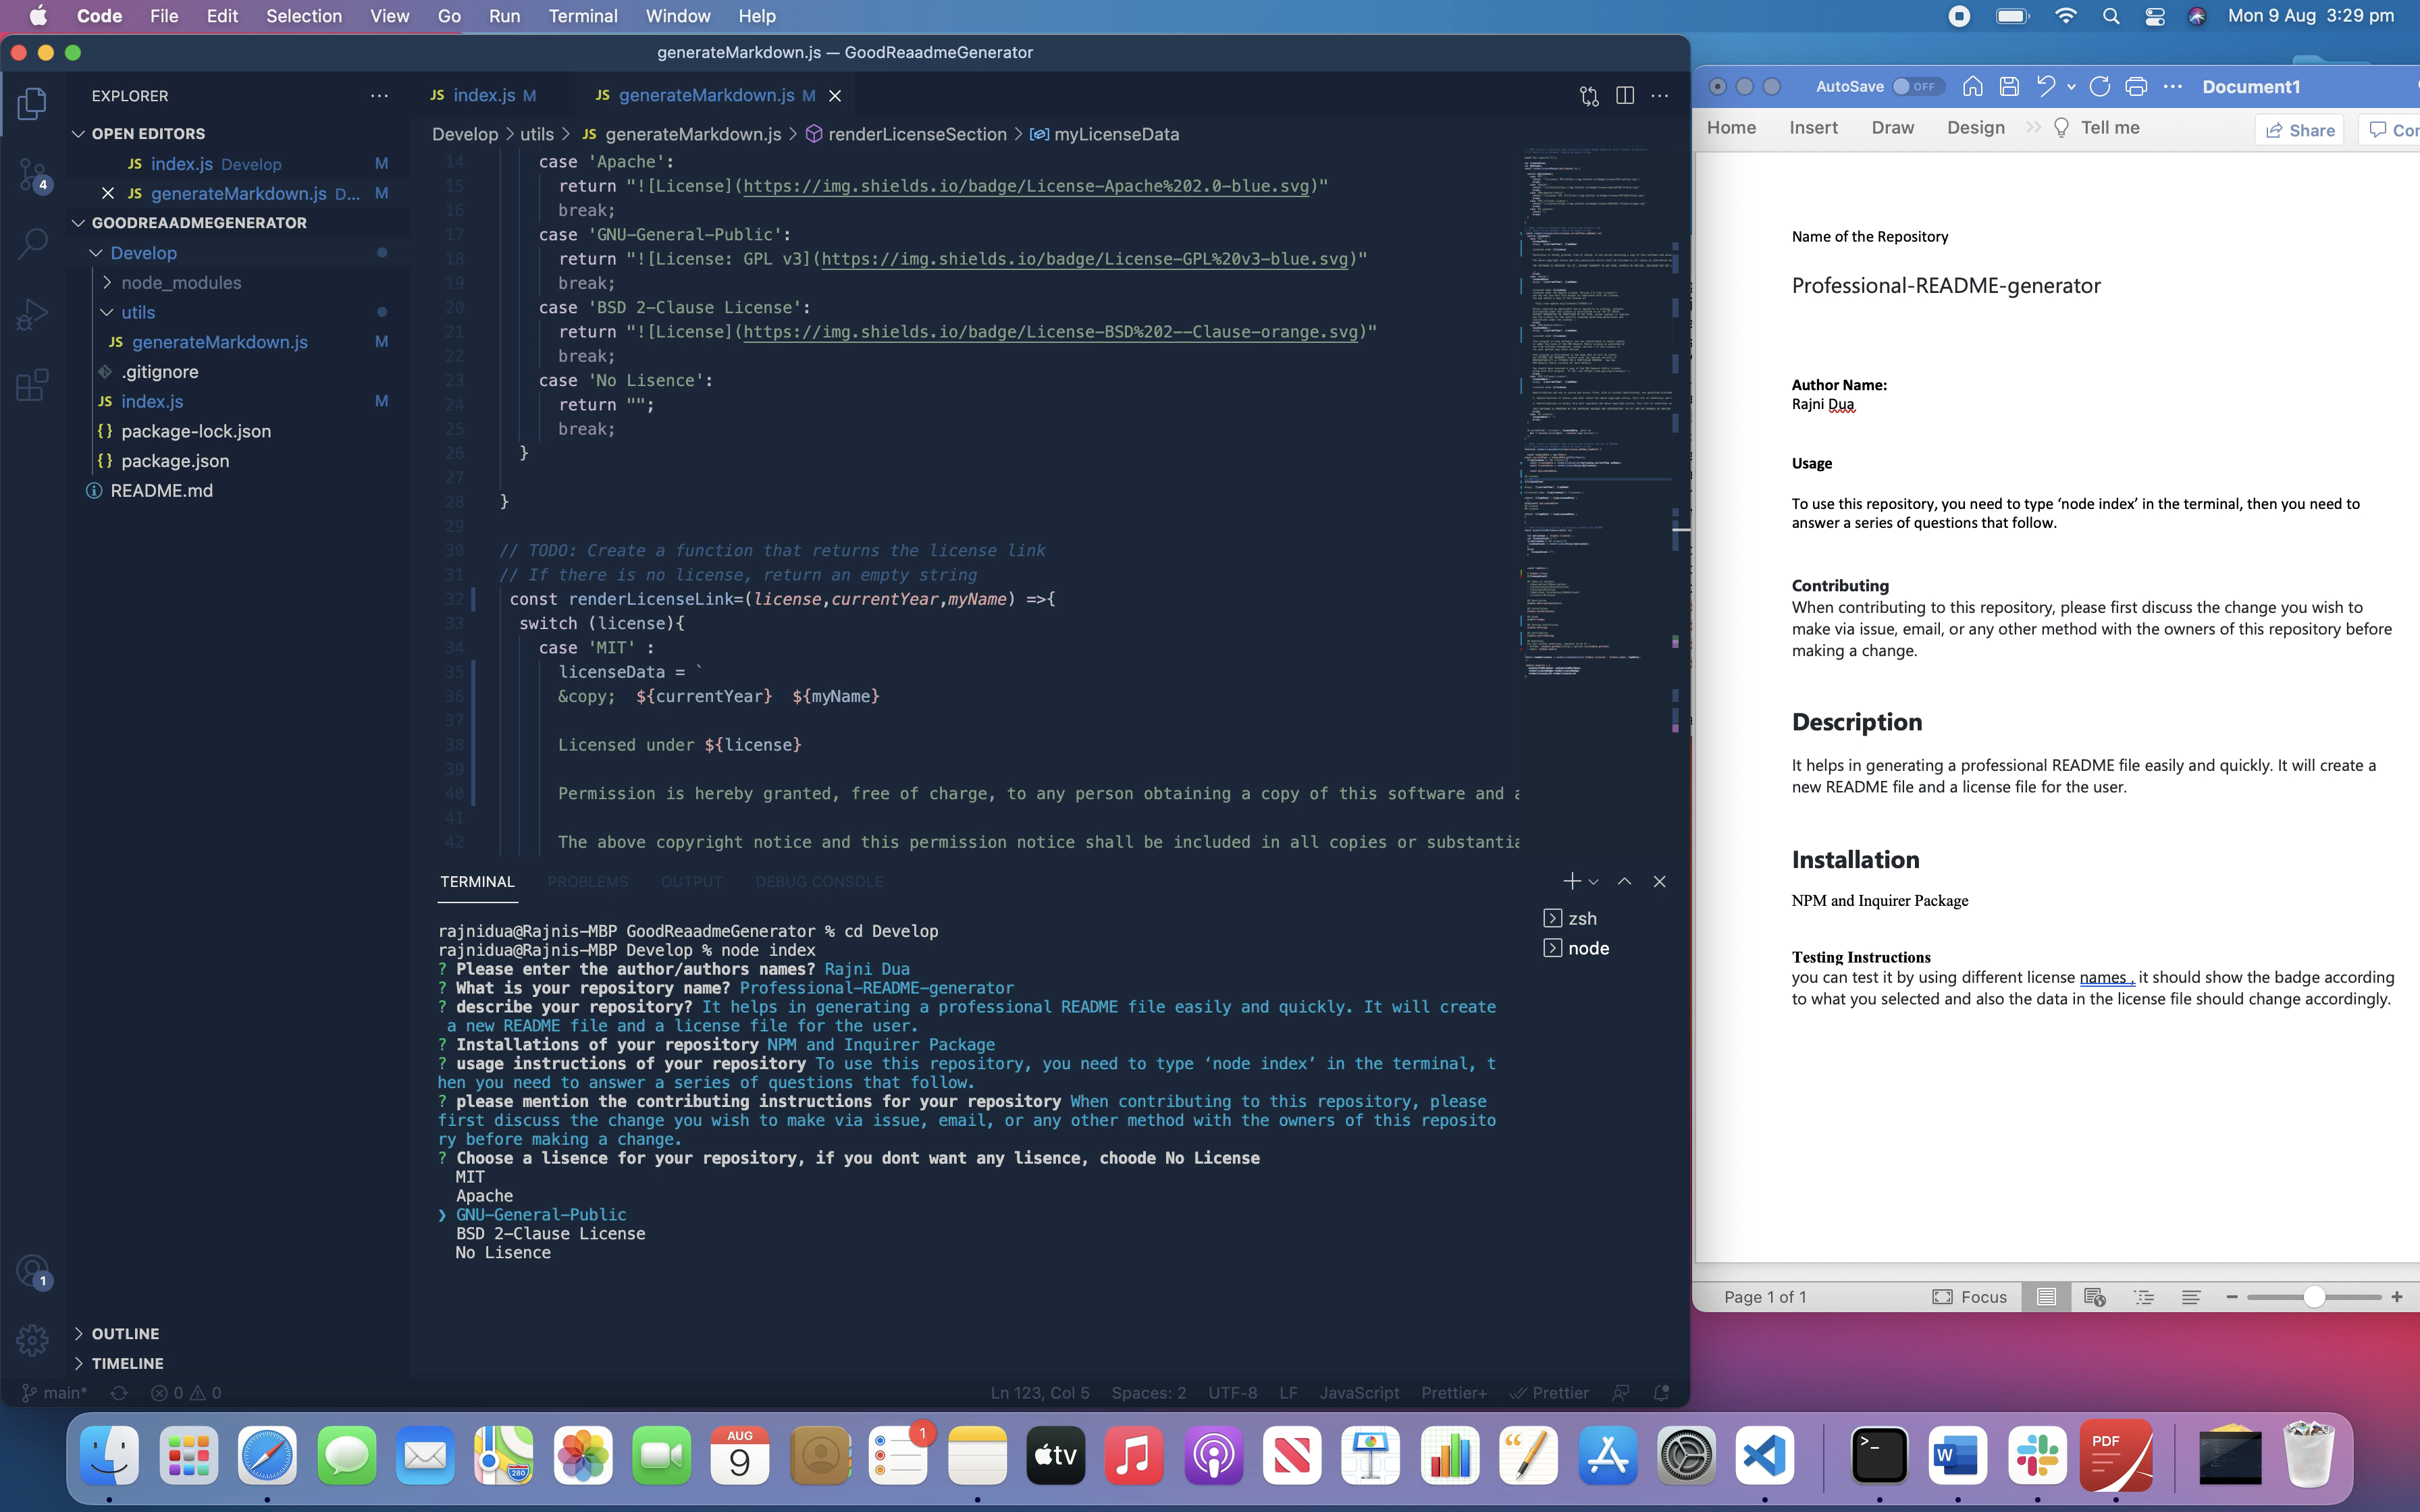 Code File Edit Selection View Go Run Terminal Window Help
Mon 9 Aug 3:29 pm
generateMarkdown.js — GoodReaadmeGenerator
EXPLORER
OPEN EDITORS
JS index.js Develop M
JS generateMarkdown.js D... M
GOODREAADMEGENERATOR
Develop
node_modules
utils
JS generateMarkdown.js M
.gitignore
JS index.js M
{} package-lock.json
{} package.json
README.md
OUTLINE
TIMELINE
4
1
JS index.js M
JS generateMarkdown.js M
Develop > utils > JS generateMarkdown.js > renderLicenseSection > myLicenseData
14 case 'Apache':
15 return "![License](https://img.shields.io/badge/License-Apache%202.0-blue.svg)"
16 break;
17 case 'GNU-General-Public':
18 return "![License: GPL v3](https://img.shields.io/badge/License-GPL%20v3-blue.svg)"
19 break;
20 case 'BSD 2-Clause License':
21 return "![License](https://img.shields.io/badge/License-BSD%202--Clause-orange.svg)"
22 break;
23 case 'No Lisence':
24 return "";
25 break;
26 }
27
28 }
29
30 // TODO: Create a function that returns the license link
31 // If there is no license, return an empty string
32 const renderLicenseLink=(license,currentYear,myName) =>{
33 switch (license){
34 case 'MIT' :
35 licenseData = `
36 &copy; ${currentYear} ${myName}
37
38 Licensed under ${license}
39
40 Permission is hereby granted, free of charge, to any person obtaining a copy of this software and a
41
42 The above copyright notice and this permission notice shall be included in all copies or substantia
TERMINAL PROBLEMS OUTPUT DEBUG CONSOLE
zsh
node
rajnidua@Rajnis-MBP GoodReaadmeGenerator % cd Develop
rajnidua@Rajnis-MBP Develop % node index
? Please enter the author/authors names? Rajni Dua
? What is your repository name? Professional-README-generator
? describe your repository? It helps in generating a professional README file easily and quickly. It will create
a new README file and a license file for the user.
? Installations of your repository NPM and Inquirer Package
? usage instructions of your repository To use this repository, you need to type ‘node index’ in the terminal, t
hen you need to answer a series of questions that follow.
? please mention the contributing instructions for your repository When contributing to this repository, please
first discuss the change you wish to make via issue, email, or any other method with the owners of this reposito
ry before making a change.
? Choose a lisence for your repository, if you dont want any lisence, choode No License
MIT
Apache
❯ GNU-General-Public
BSD 2-Clause License
No Lisence
main* 0 0 Ln 123, Col 5 Spaces: 2 UTF-8 LF JavaScript Prettier+ Prettier
AutoSave OFF Document1
Home Insert Draw Design Tell me Share Cor
Name of the Repository
Professional-README-generator
Author Name:
Rajni Dua
Usage
To use this repository, you need to type ‘node index’ in the terminal, then you need to
answer a series of questions that follow.
Contributing
When contributing to this repository, please first discuss the change you wish to
make via issue, email, or any other method with the owners of this repository before
making a change.
Description
It helps in generating a professional README file easily and quickly. It will create a
new README file and a license file for the user.
Installation
NPM and Inquirer Package
Testing Instructions
you can test it by using different license names , it should show the badge according
to what you selected and also the data in the license file should change accordingly.
Page 1 of 1 Focus
280
AUG
9
1
tv
>_
W
PDF